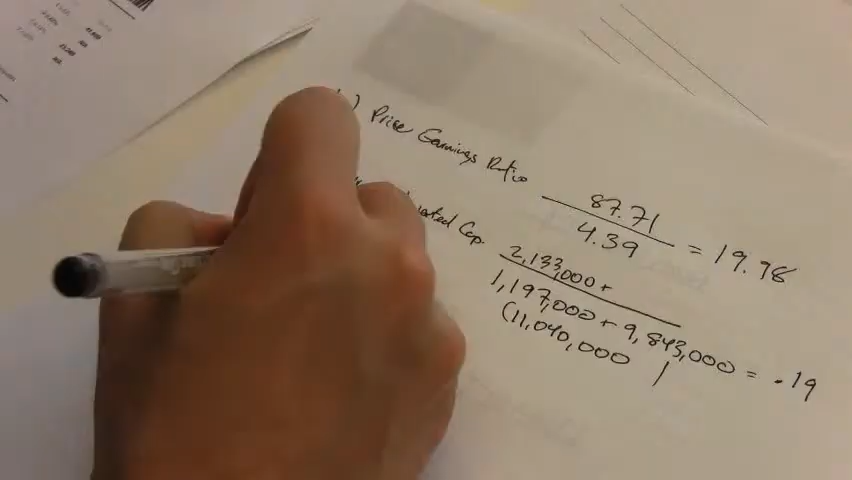 ) Price Earnings Ratio 87.71
4.39 = 19.98
Cap. 2,133,000+
1,197,000 + 9,843,000 = .19
(11,040,000 )